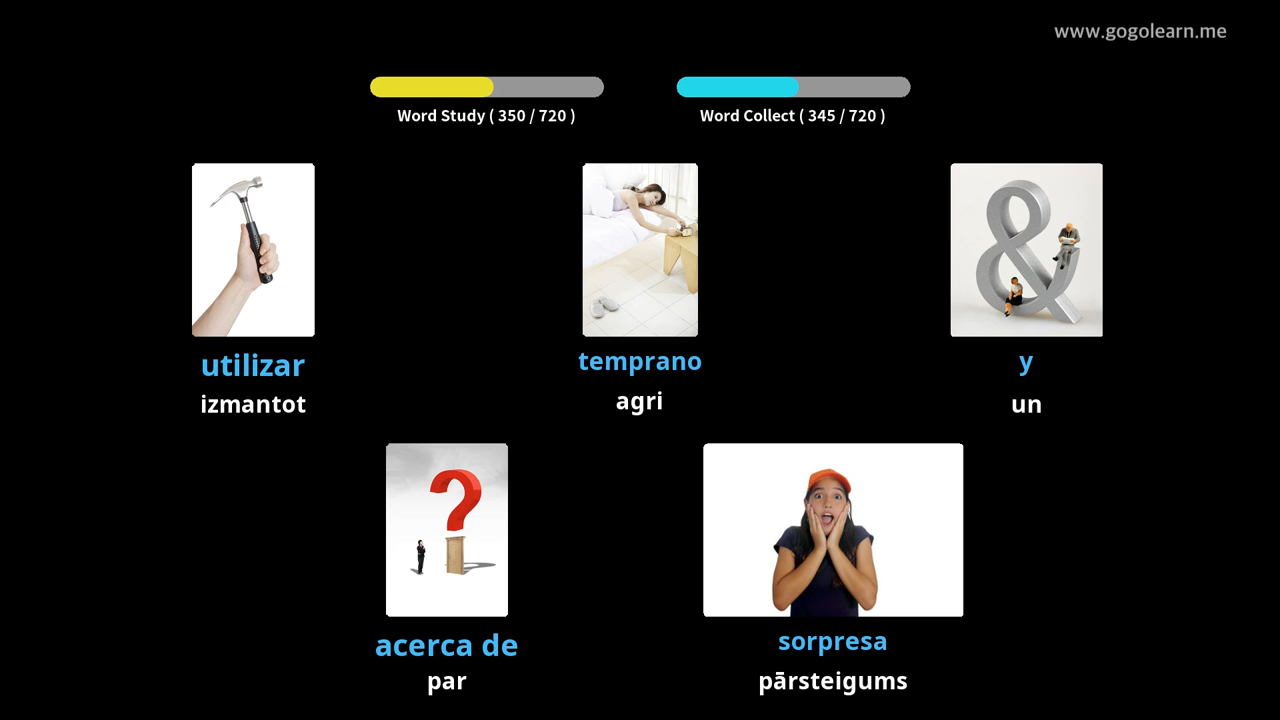 www.gogolearn.me
Word Study ( 350 / 720 )
Word Collect ( 345 / 720 )
utilizar
izmantot
temprano
agri
y
un
acerca de
par
sorpresa
pārsteigums